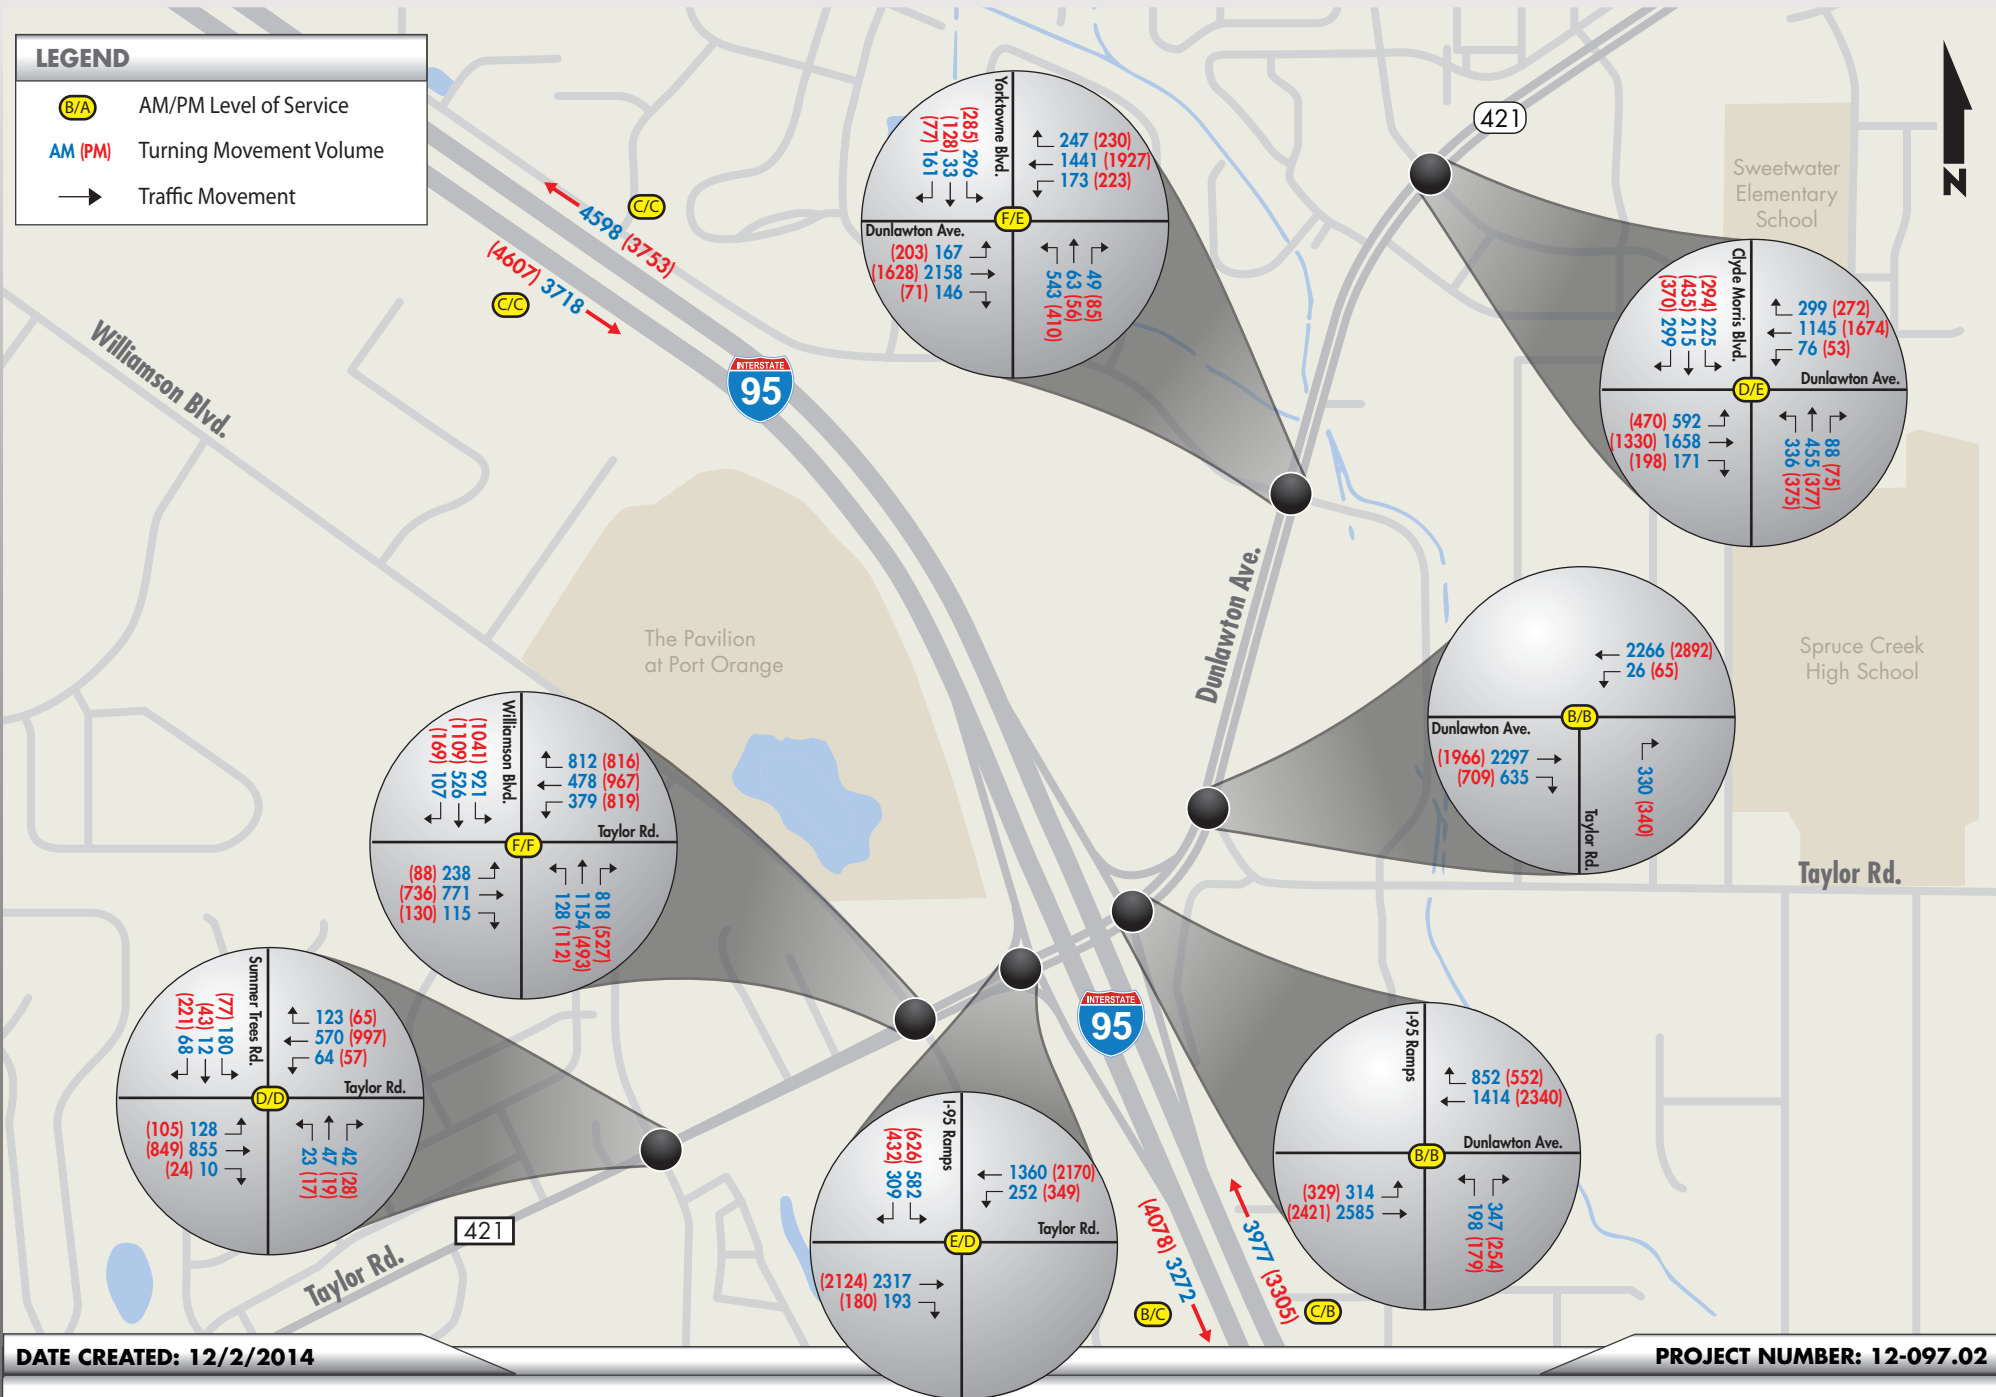 LEGEND
B/A AM/PM Level of Service
AM (PM) Turning Movement Volume
Traffic Movement
421
N
Sweetwater
Elementary
School
Yorktowne Blvd.
(285) 296
(128) 33
(77) 161
247 (230)
1441 (1927)
173 (223)
F/E
Dunlawton Ave.
(203) 167
(1628) 2158
(71) 146
543 (410)
63 (56)
49 (85)
C/C
4598 (3753)
(4607) 3718
C/C
INTERSTATE
95
Williamson Blvd.
Clyde Morris Blvd.
(294) 225
(435) 215
(370) 299
299 (272)
1145 (1674)
76 (53)
Dunlawton Ave.
D/E
(470) 592
(1330) 1658
(198) 171
336 (375)
455 (377)
88 (75)
Dunlawton Ave.
The Pavilion
at Port Orange
Spruce Creek
High School
2266 (2892)
26 (65)
B/B
Dunlawton Ave.
(1966) 2297
(709) 635
330 (340)
Taylor Rd.
Taylor Rd.
Williamson Blvd.
(1041) 921
(1109) 526
(169) 107
812 (816)
478 (967)
379 (819)
Taylor Rd.
F/F
(88) 238
(736) 771
(130) 115
128 (112)
1154 (493)
818 (527)
Summer Trees Rd.
(77) 180
(43) 12
(221) 68
123 (65)
570 (997)
64 (57)
Taylor Rd.
D/D
(105) 128
(849) 855
(24) 10
23 (17)
47 (19)
42 (28)
421
Taylor Rd.
INTERSTATE
95
I-95 Ramps
(626) 582
(432) 309
1360 (2170)
252 (349)
Taylor Rd.
E/D
(2124) 2317
(180) 193
(4078) 3272
B/C
3977 (3305)
C/B
I-95 Ramps
852 (552)
1414 (2340)
Dunlawton Ave.
B/B
(329) 314
(2421) 2585
198 (179)
347 (254)
DATE CREATED: 12/2/2014
PROJECT NUMBER: 12-097.02